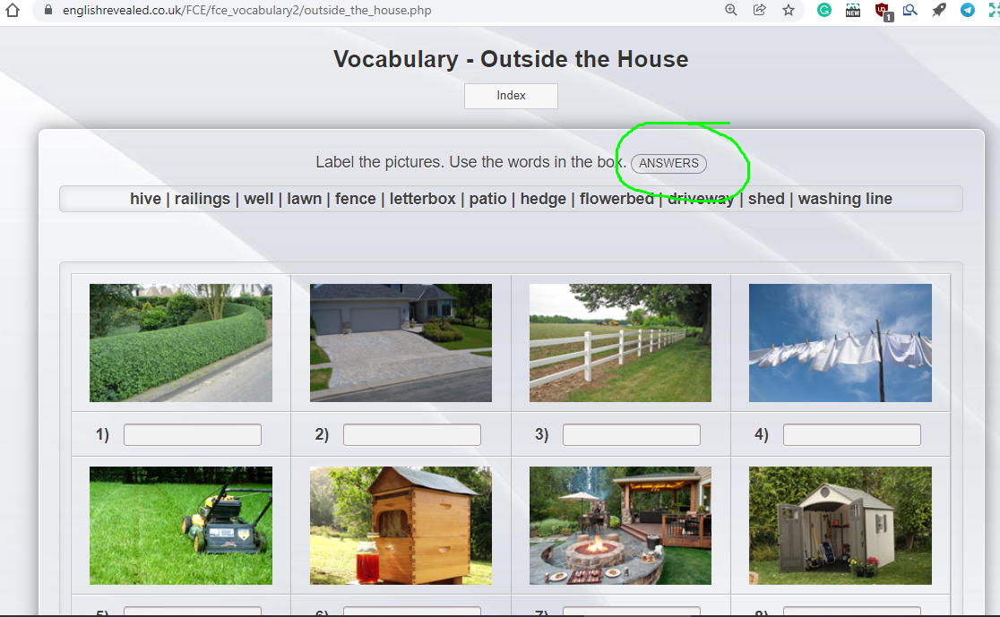 englishrevealed.co.uk/FCE/fce_vocabulary2/outside_the_house.php
NEW
1
Vocabulary - Outside the House
Index
Label the pictures. Use the words in the box. ANSWERS
hive | railings | well | lawn | fence | letterbox | patio | hedge | flowerbed | driveway | shed | washing line
1) 2) 3) 4)
5) 6) 7) 8)